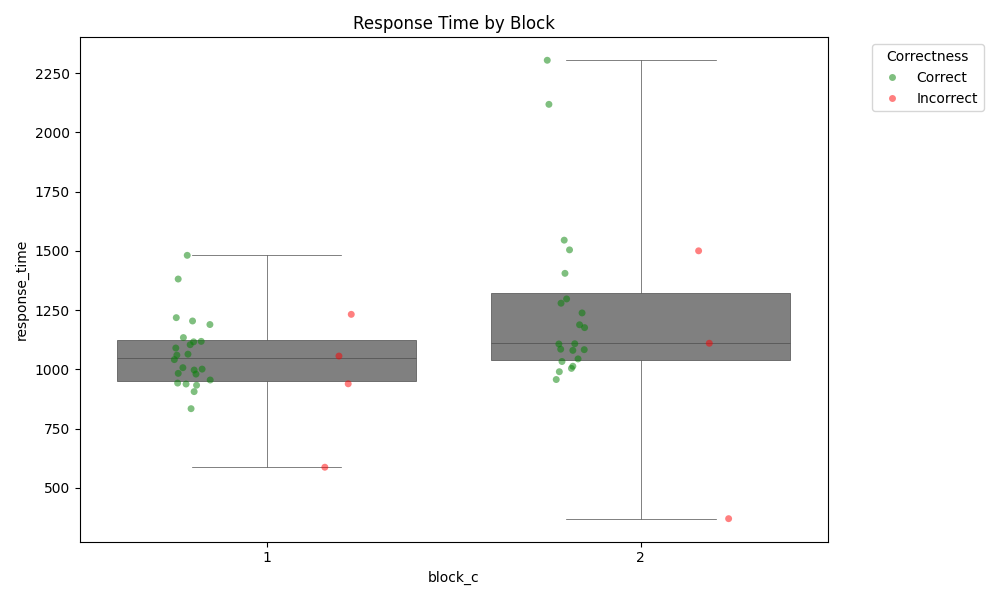 Response Time by Block
Correctness
Correct
Incorrect
response_time
2250
2000
1750
1500
1250
1000
750
500
1 2
block_c